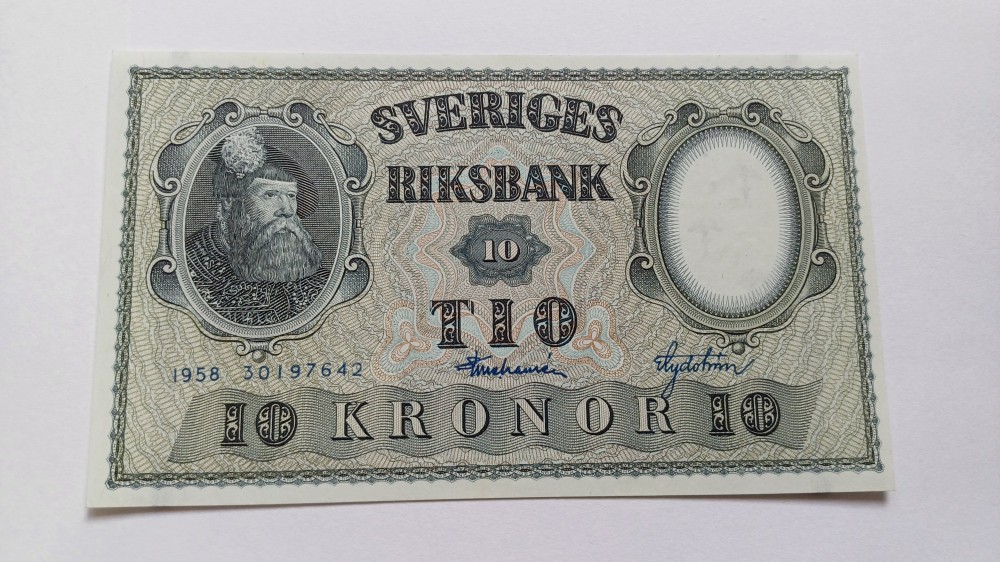 SVERIGES
RIKSBANK
10
TIO
1958 30197642
10 KRONOR 10